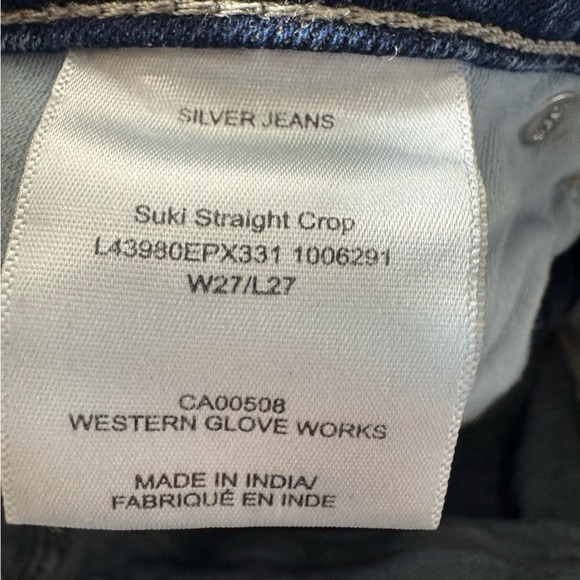 SILVER JEANS
Suki Straight Crop
L43980EPX331 1006291
W27/L27
CA00508
WESTERN GLOVE WORKS
MADE IN INDIA/
FABRIQUÉ EN INDE